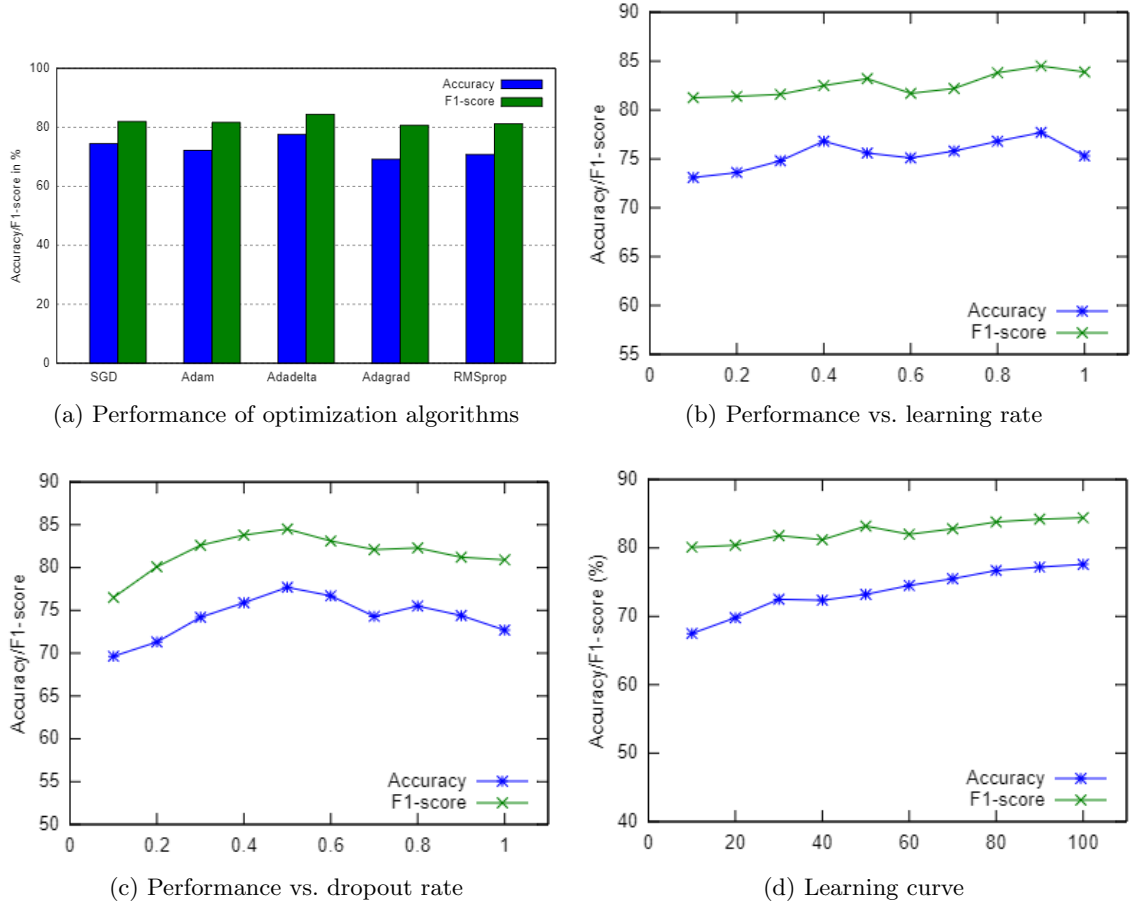 100
80
60
40
20
0
Accuracy/F1-score in %
Accuracy
F1-score
SGD Adam Adadelta Adagrad RMSprop
(a) Performance of optimization algorithms
90
85
80
75
70
65
60
55
Accuracy/F1-score
Accuracy
F1-score
0 0.2 0.4 0.6 0.8 1
(b) Performance vs. learning rate
90
85
80
75
70
65
60
55
50
Accuracy/F1-score
Accuracy
F1-score
0 0.2 0.4 0.6 0.8 1
(c) Performance vs. dropout rate
90
80
70
60
50
40
Accuracy/F1-score (%)
Accuracy
F1-score
0 20 40 60 80 100
(d) Learning curve